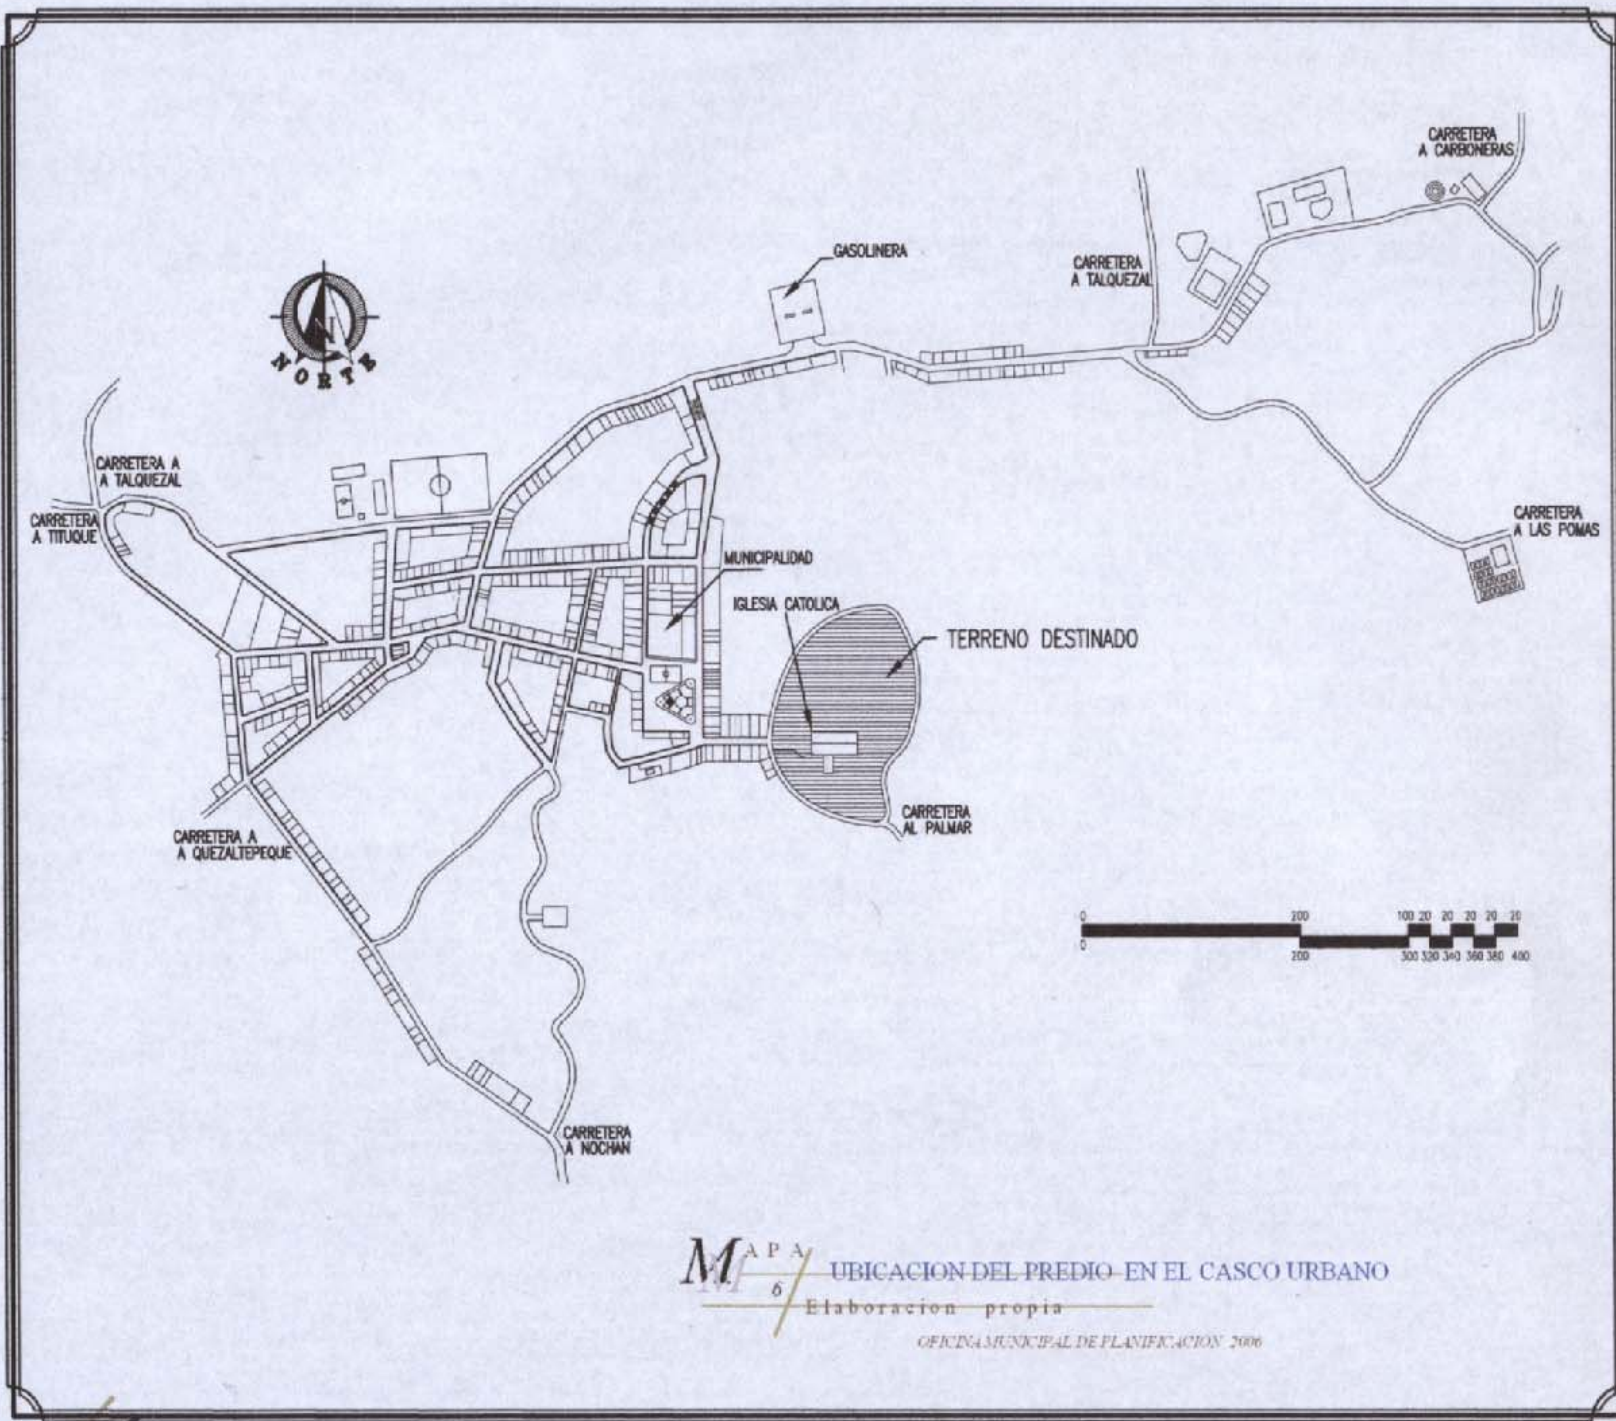 CARRETERA
A CARBONERAS
GASOLINERA
CARRETERA
A TALQUEZAL
N
NORTE
CARRETERA A
A TALQUEZAL
CARRETERA
A TITUQUE
CARRETERA
A LAS POMAS
MUNICIPALIDAD
IGLESIA CATOLICA
TERRENO DESTINADO
CARRETERA
AL PALMAR
CARRETERA A
A QUEZALTEPEQUE
0 200 100 20 20 20 20 20
0 200 300 320 340 360 380 400
CARRETERA
A NOCHAN
MAPA
6
UBICACION DEL PREDIO EN EL CASCO URBANO
Elaboracion propia
OFICINA MUNICIPAL DE PLANIFICACION 2006